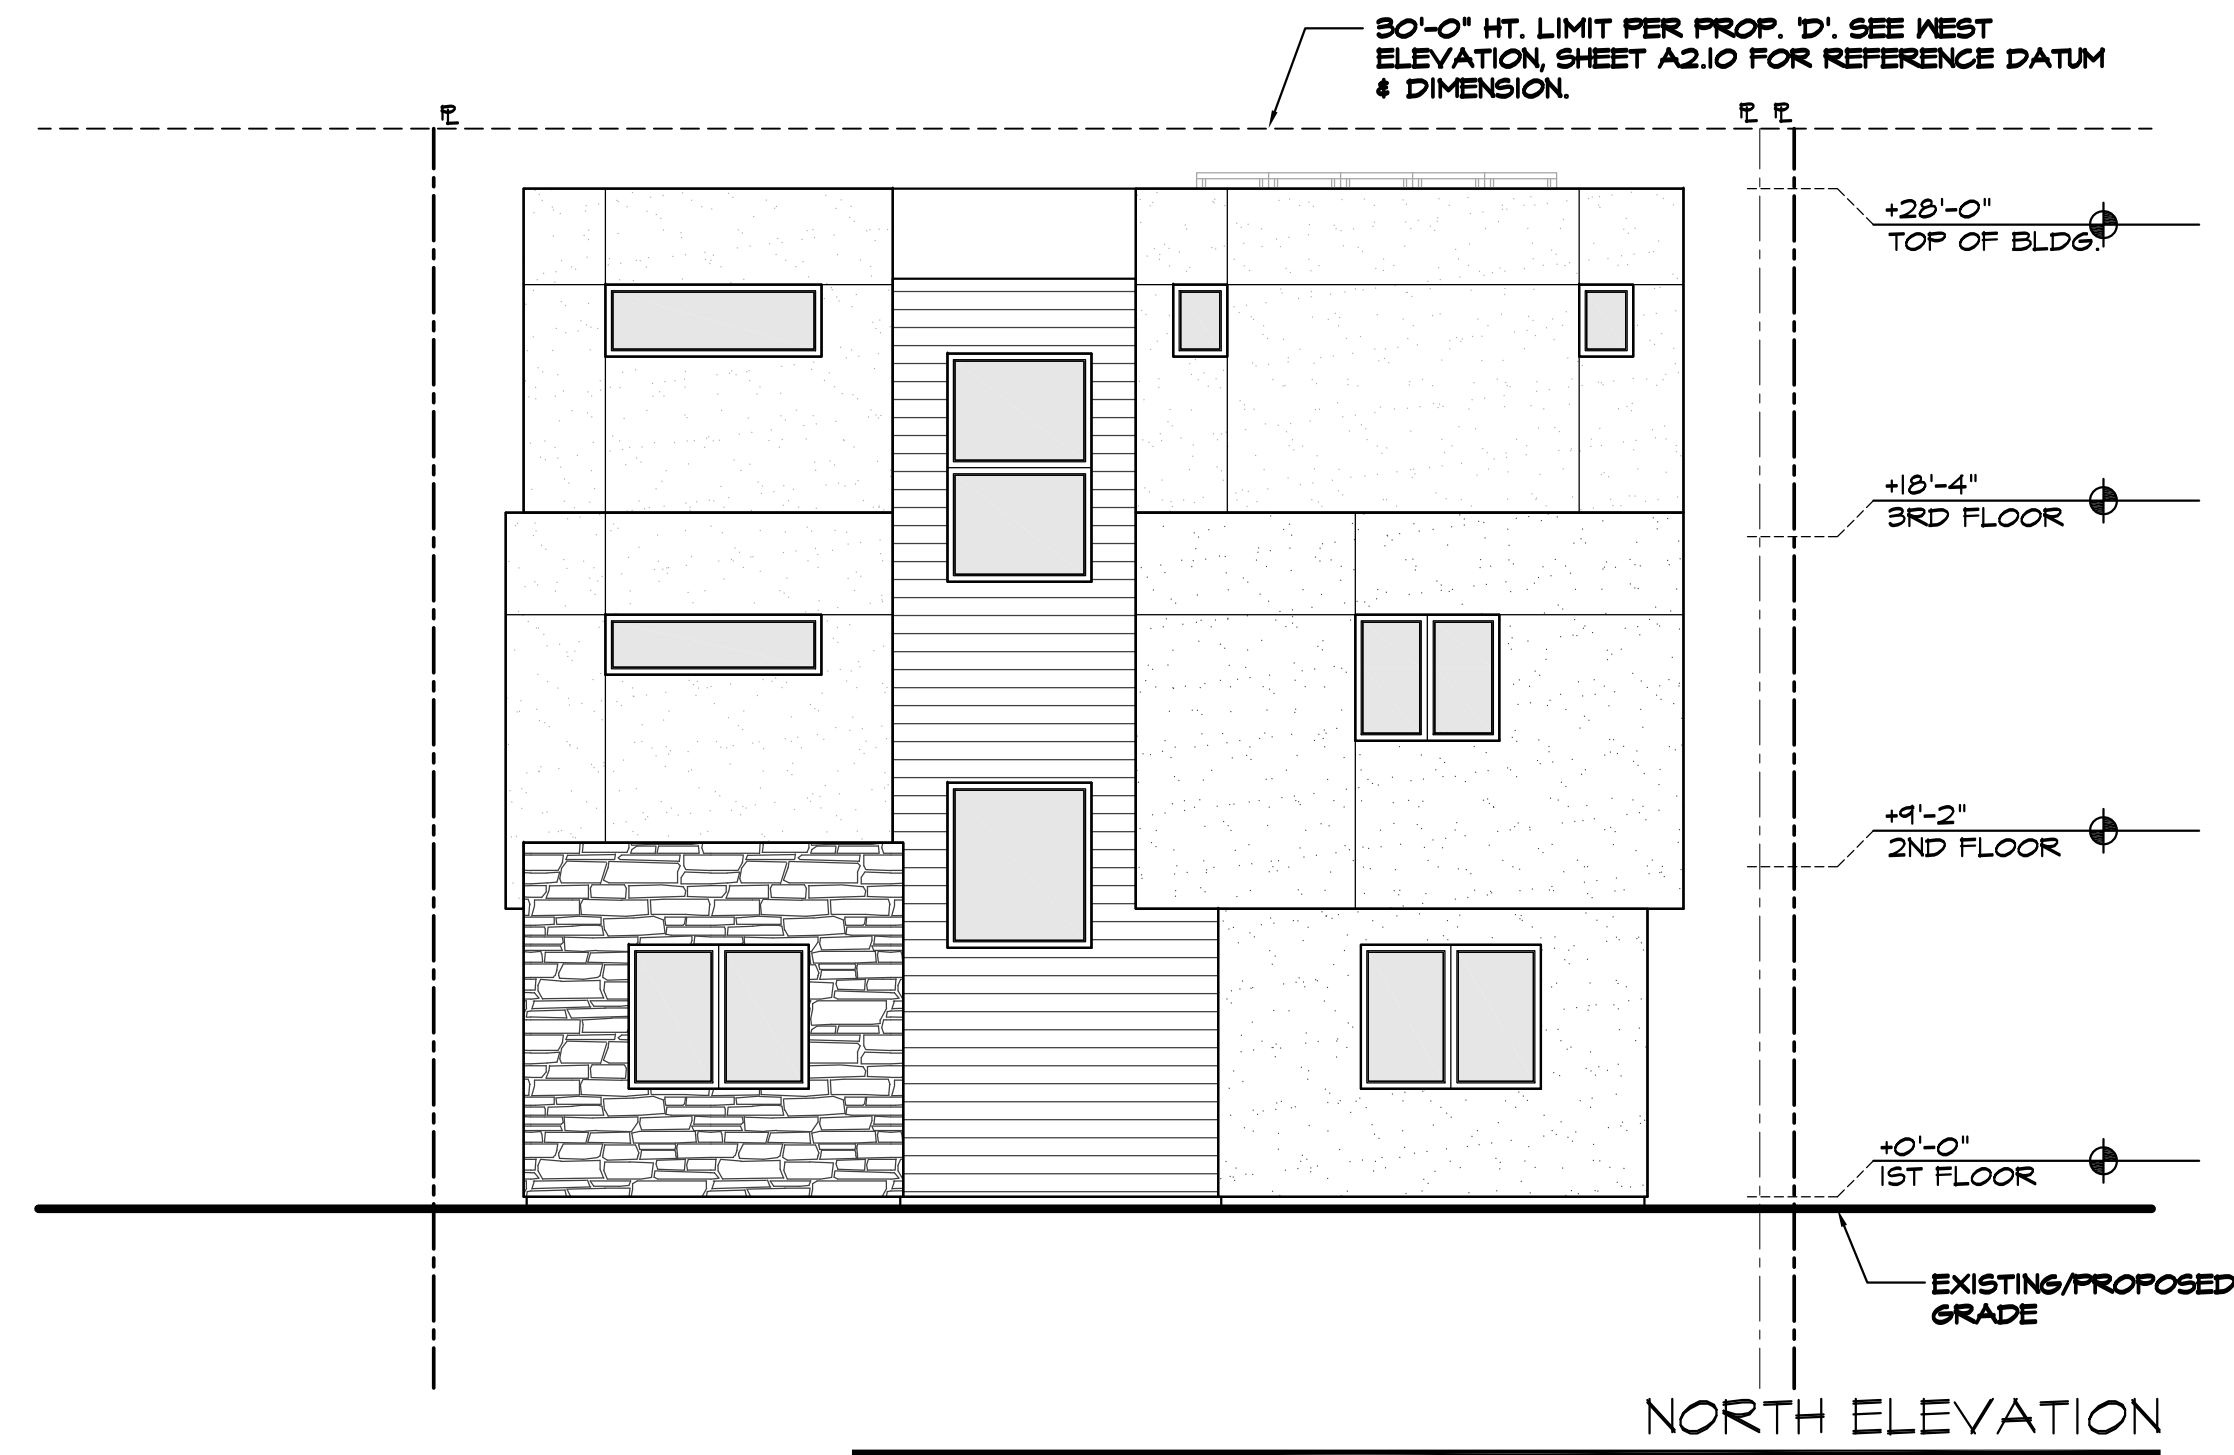 30'-0" HT. LIMIT PER PROP. 'D'. SEE WEST
ELEVATION, SHEET A2.10 FOR REFERENCE DATUM
& DIMENSION.
PL
PL PL
+28'-0"
TOP OF BLDG.
+18'-4"
3RD FLOOR
+9'-2"
2ND FLOOR
+0'-0"
1ST FLOOR
EXISTING/PROPOSED
GRADE
NORTH ELEVATION